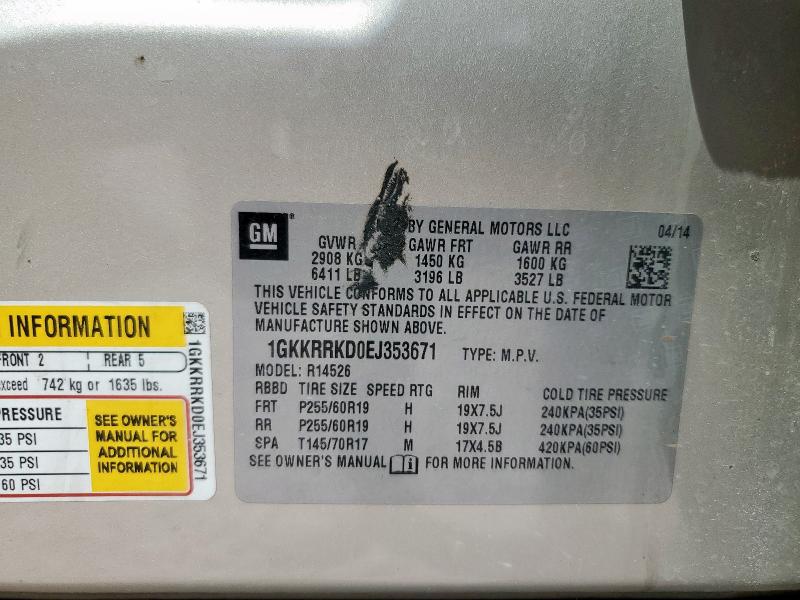 GM
BY GENERAL MOTORS LLC 04/14
GVWR GAWR FRT GAWR RR
2908 KG 1450 KG 1600 KG
6411 LB 3196 LB 3527 LB
THIS VEHICLE CONFORMS TO ALL APPLICABLE U.S. FEDERAL MOTOR
VEHICLE SAFETY STANDARDS IN EFFECT ON THE DATE OF
MANUFACTURE SHOWN ABOVE.
1GKKRRKD0EJ353671 TYPE: M.P.V.
MODEL: R14526
RBBD TIRE SIZE SPEED RTG RIM COLD TIRE PRESSURE
FRT P255/60R19 H 19X7.5J 240KPA(35PSI)
RR P255/60R19 H 19X7.5J 240KPA(35PSI)
SPA T145/70R17 M 17X4.5B 420KPA(60PSI)
SEE OWNER'S MANUAL FOR MORE INFORMATION.
INFORMATION
FRONT 2 REAR 5
exceed 742 kg or 1635 lbs.
PRESSURE
35 PSI
35 PSI
60 PSI
SEE OWNER'S
MANUAL FOR
ADDITIONAL
INFORMATION
1GKKRRKD0EJ353671